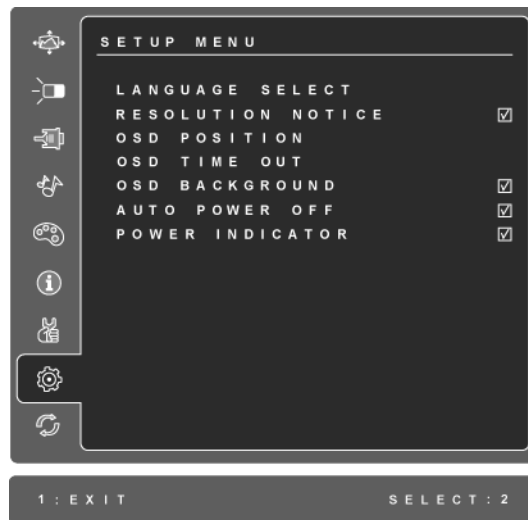 SETUP MENU
LANGUAGE SELECT
RESOLUTION NOTICE
OSD POSITION
OSD TIME OUT
OSD BACKGROUND
AUTO POWER OFF
POWER INDICATOR
1:EXIT SELECT:2